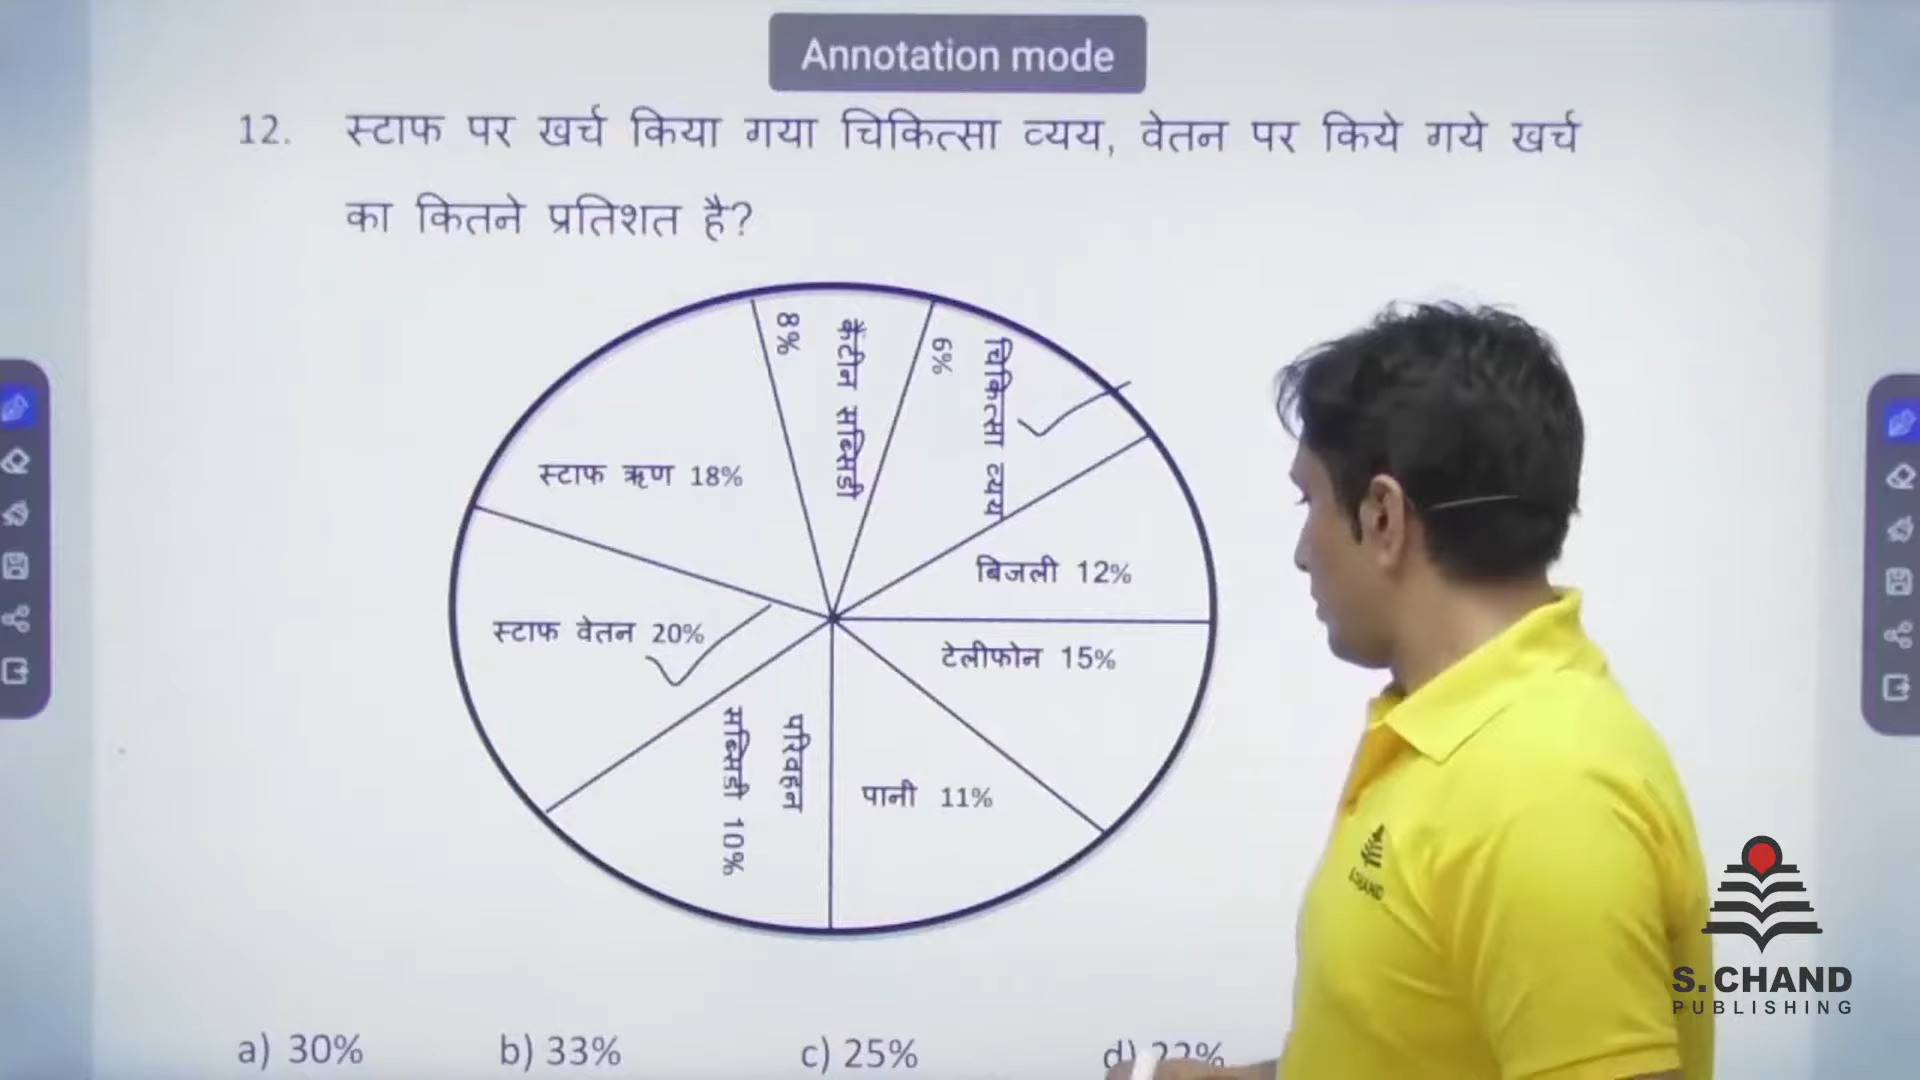 Annotation mode
12. स्टाफ पर खर्च किया गया चिकित्सा व्यय, वेतन पर किये गये खर्च
का कितने प्रतिशत है?
कैंटीन सब्सिडी
8%
चिकित्सा व्यय
6%
स्टाफ ऋण 18%
बिजली 12%
स्टाफ वेतन 20%
टेलीफोन 15%
परिवहन
सब्सिडी 10%
पानी 11%
a) 30% b) 33% c) 25% d)
S.CHAND
S.CHAND
PUBLISHING